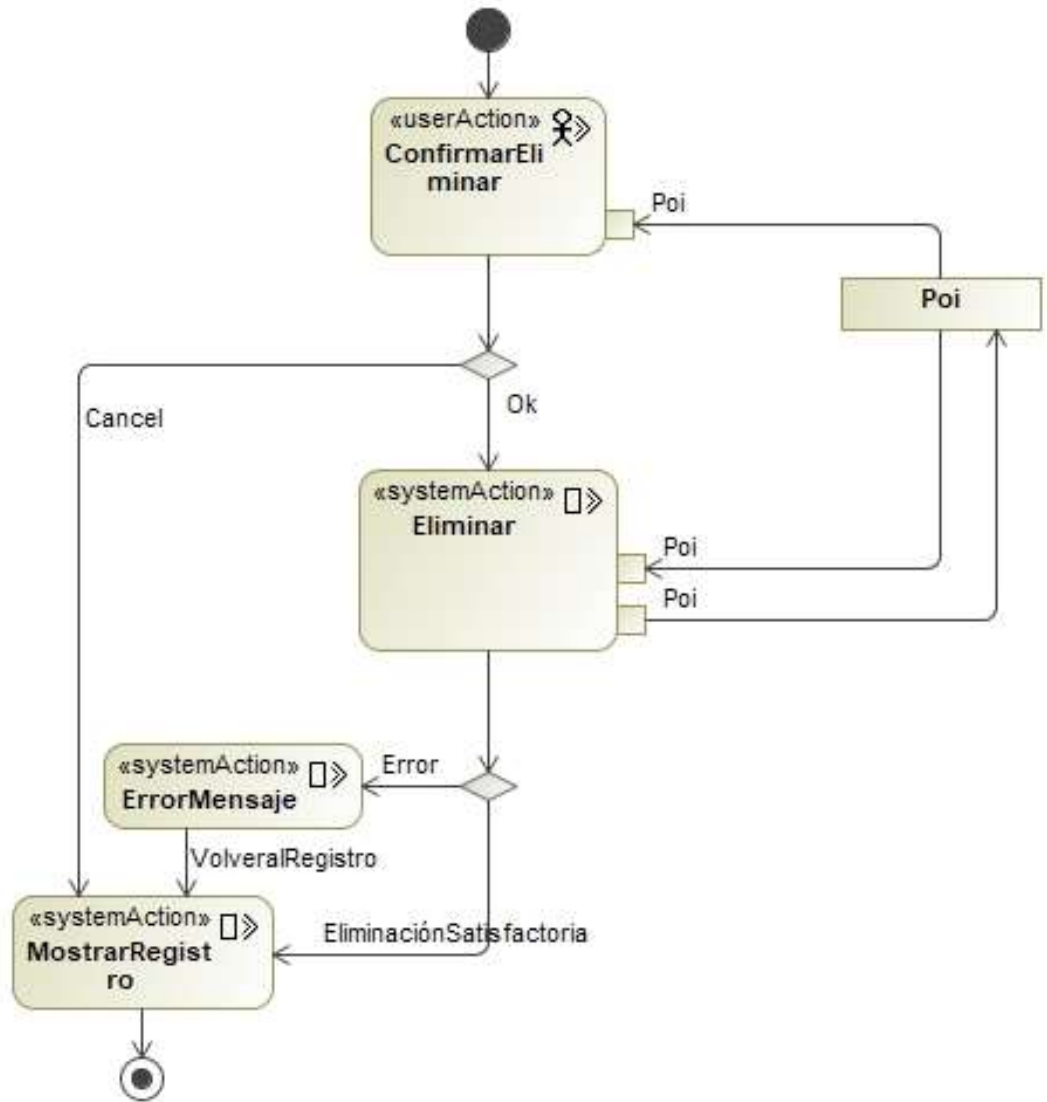 «userAction»
ConfirmarEli
minar
Poi
Poi
Cancel
Ok
«systemAction»
Eliminar
Poi
Poi
«systemAction»
ErrorMensaje
Error
VolveralRegistro
«systemAction»
MostrarRegist
ro
EliminaciónSatisfactoria